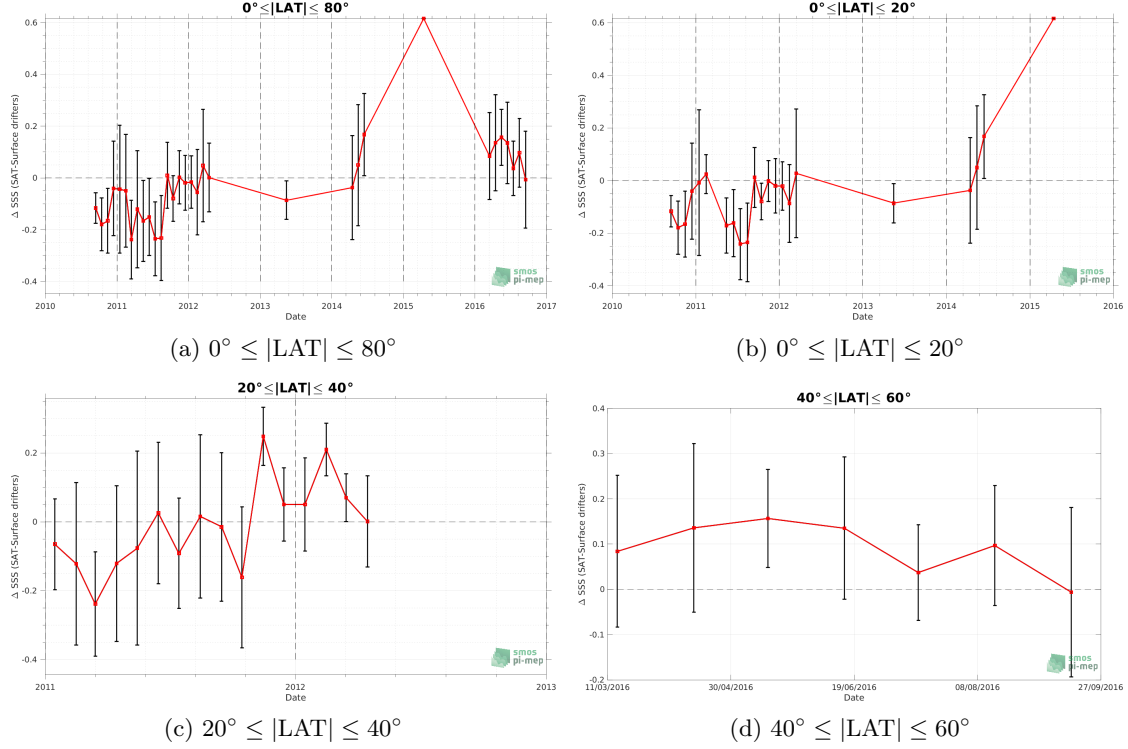 0°≤|LAT|≤ 80°
Δ SSS (SAT-Surface drifters)
0.6
0.4
0.2
0
-0.2
-0.4
2010 2011 2012 2013 2014 2015 2016 2017
Date
smos
pi-mep
(a) 0° ≤ |LAT| ≤ 80°
0°≤|LAT|≤ 20°
Δ SSS (SAT-Surface drifters)
0.6
0.4
0.2
0
-0.2
-0.4
2010 2011 2012 2013 2014 2015 2016
Date
smos
pi-mep
(b) 0° ≤ |LAT| ≤ 20°
20°≤|LAT|≤ 40°
Δ SSS (SAT-Surface drifters)
0.2
0
-0.2
-0.4
2011 2012 2013
Date
smos
pi-mep
(c) 20° ≤ |LAT| ≤ 40°
40°≤|LAT|≤ 60°
Δ SSS (SAT-Surface drifters)
0.4
0.3
0.2
0.1
0
-0.1
-0.2
11/03/2016 30/04/2016 19/06/2016 08/08/2016 27/09/2016
Date
smos
pi-mep
(d) 40° ≤ |LAT| ≤ 60°